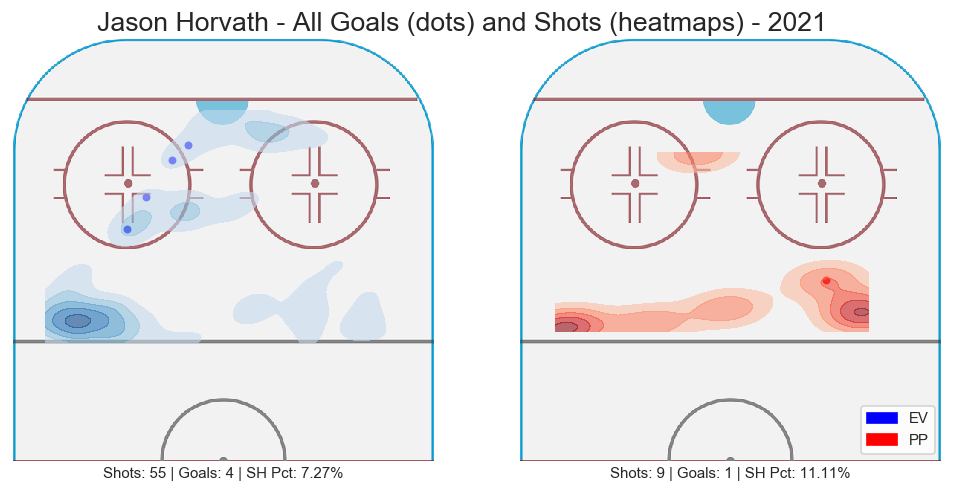 Jason Horvath - All Goals (dots) and Shots (heatmaps) - 2021
EV
PP
Shots: 55 | Goals: 4 | SH Pct: 7.27%
Shots: 9 | Goals: 1 | SH Pct: 11.11%